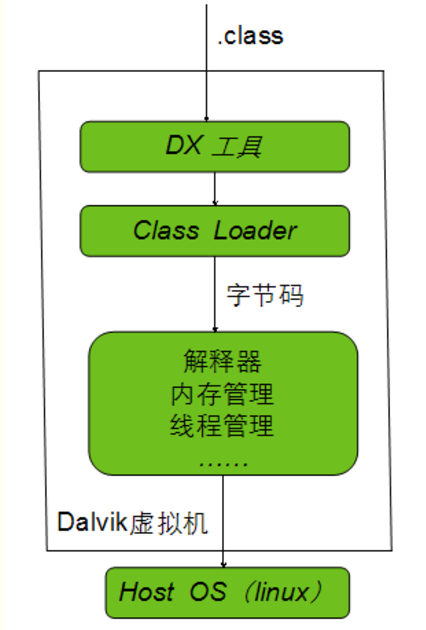 .class
DX 工具
Class Loader
字节码
解释器
内存管理
线程管理
……
Dalvik虚拟机
Host OS（linux）